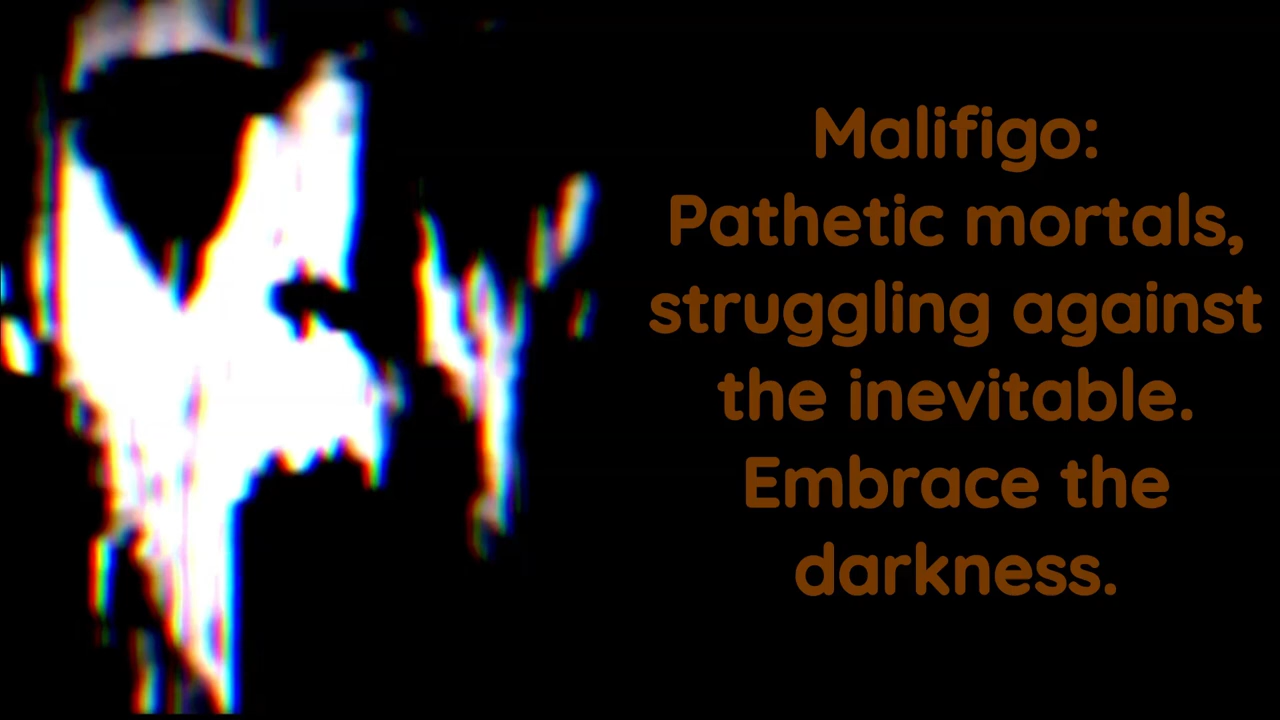 Malifigo:
Pathetic mortals,
struggling against
the inevitable.
Embrace the
darkness.